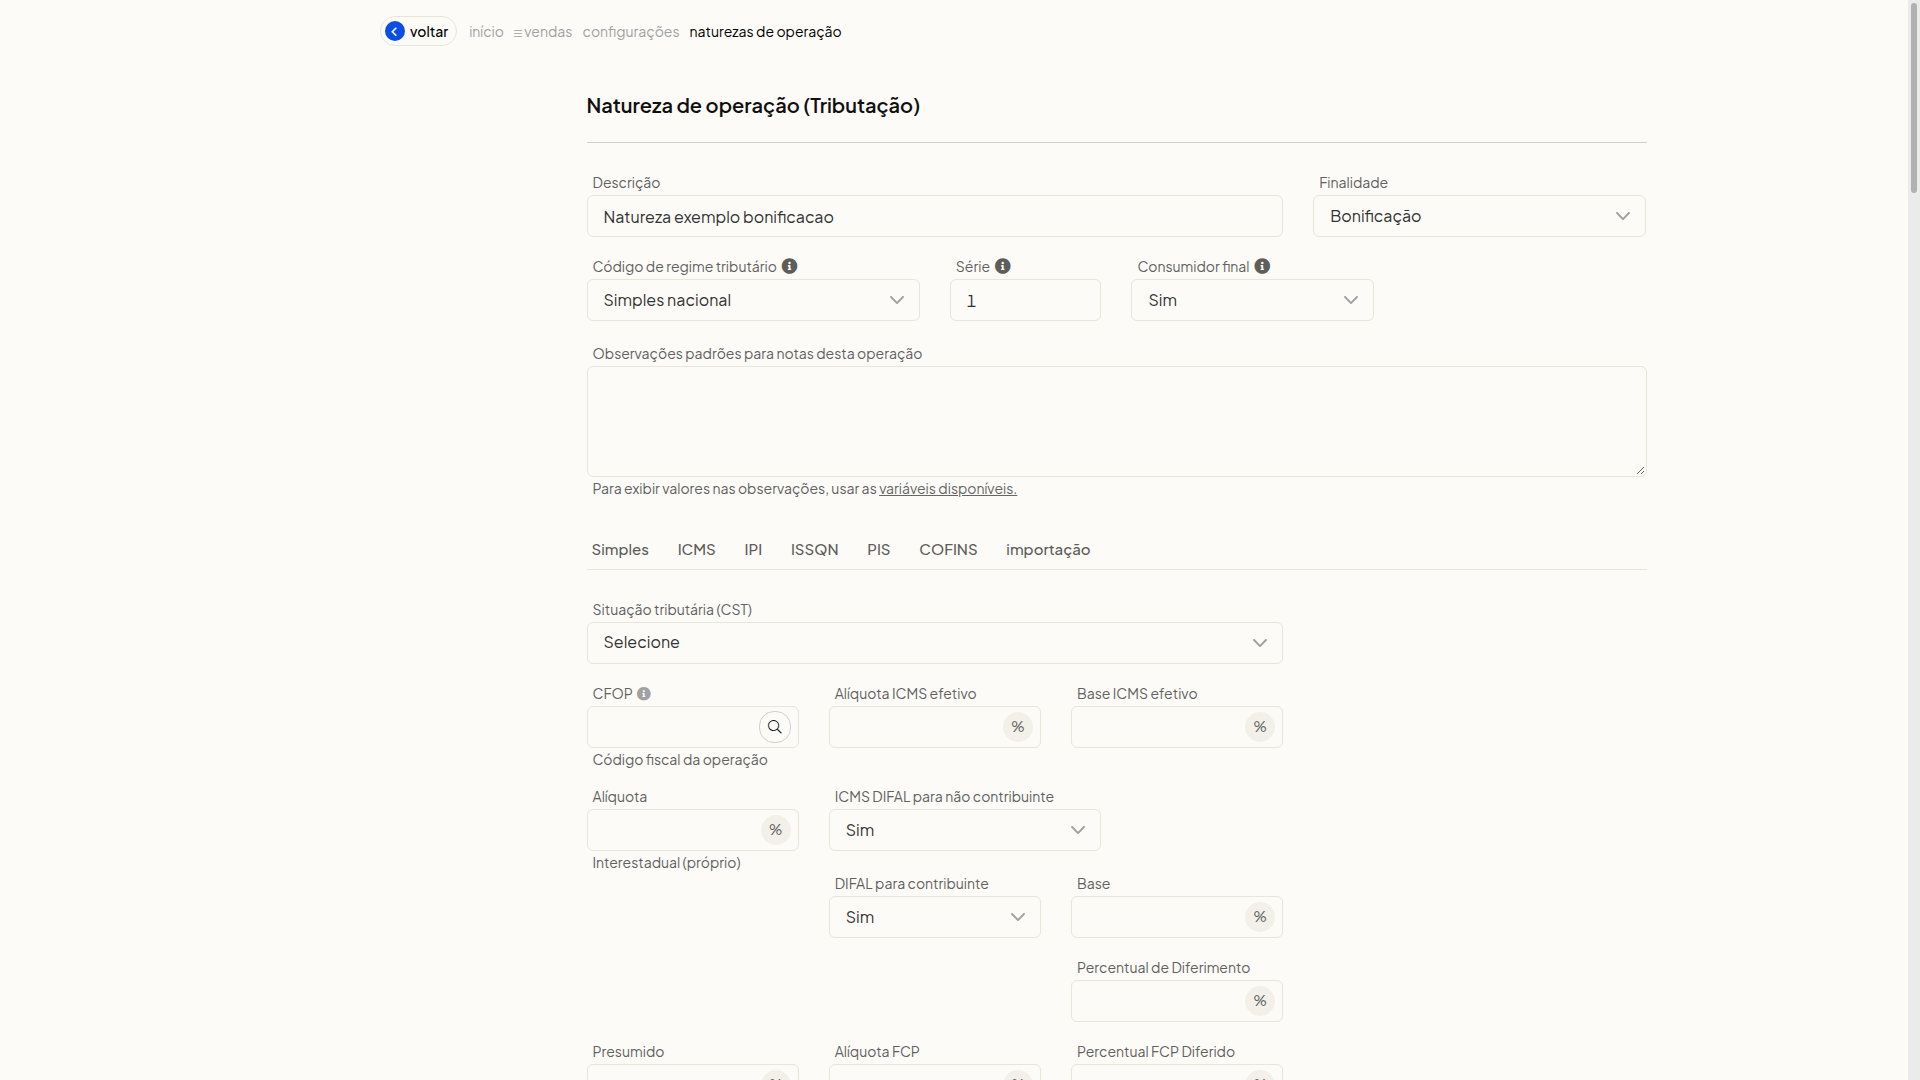 voltar início vendas configurações naturezas de operação
Natureza de operação (Tributação)
Descrição Finalidade
Natureza exemplo bonificacao Bonificação
Código de regime tributário Série Consumidor final
Simples nacional 1 Sim
Observações padrões para notas desta operação
Para exibir valores nas observações, usar as variáveis disponíveis.
Simples ICMS IPI ISSQN PIS COFINS importação
Situação tributária (CST)
Selecione
CFOP Alíquota ICMS efetivo Base ICMS efetivo
% %
Código fiscal da operação
Alíquota ICMS DIFAL para não contribuinte
% Sim
Interestadual (próprio)
DIFAL para contribuinte Base
Sim %
Percentual de Diferimento
%
Presumido Alíquota FCP Percentual FCP Diferido